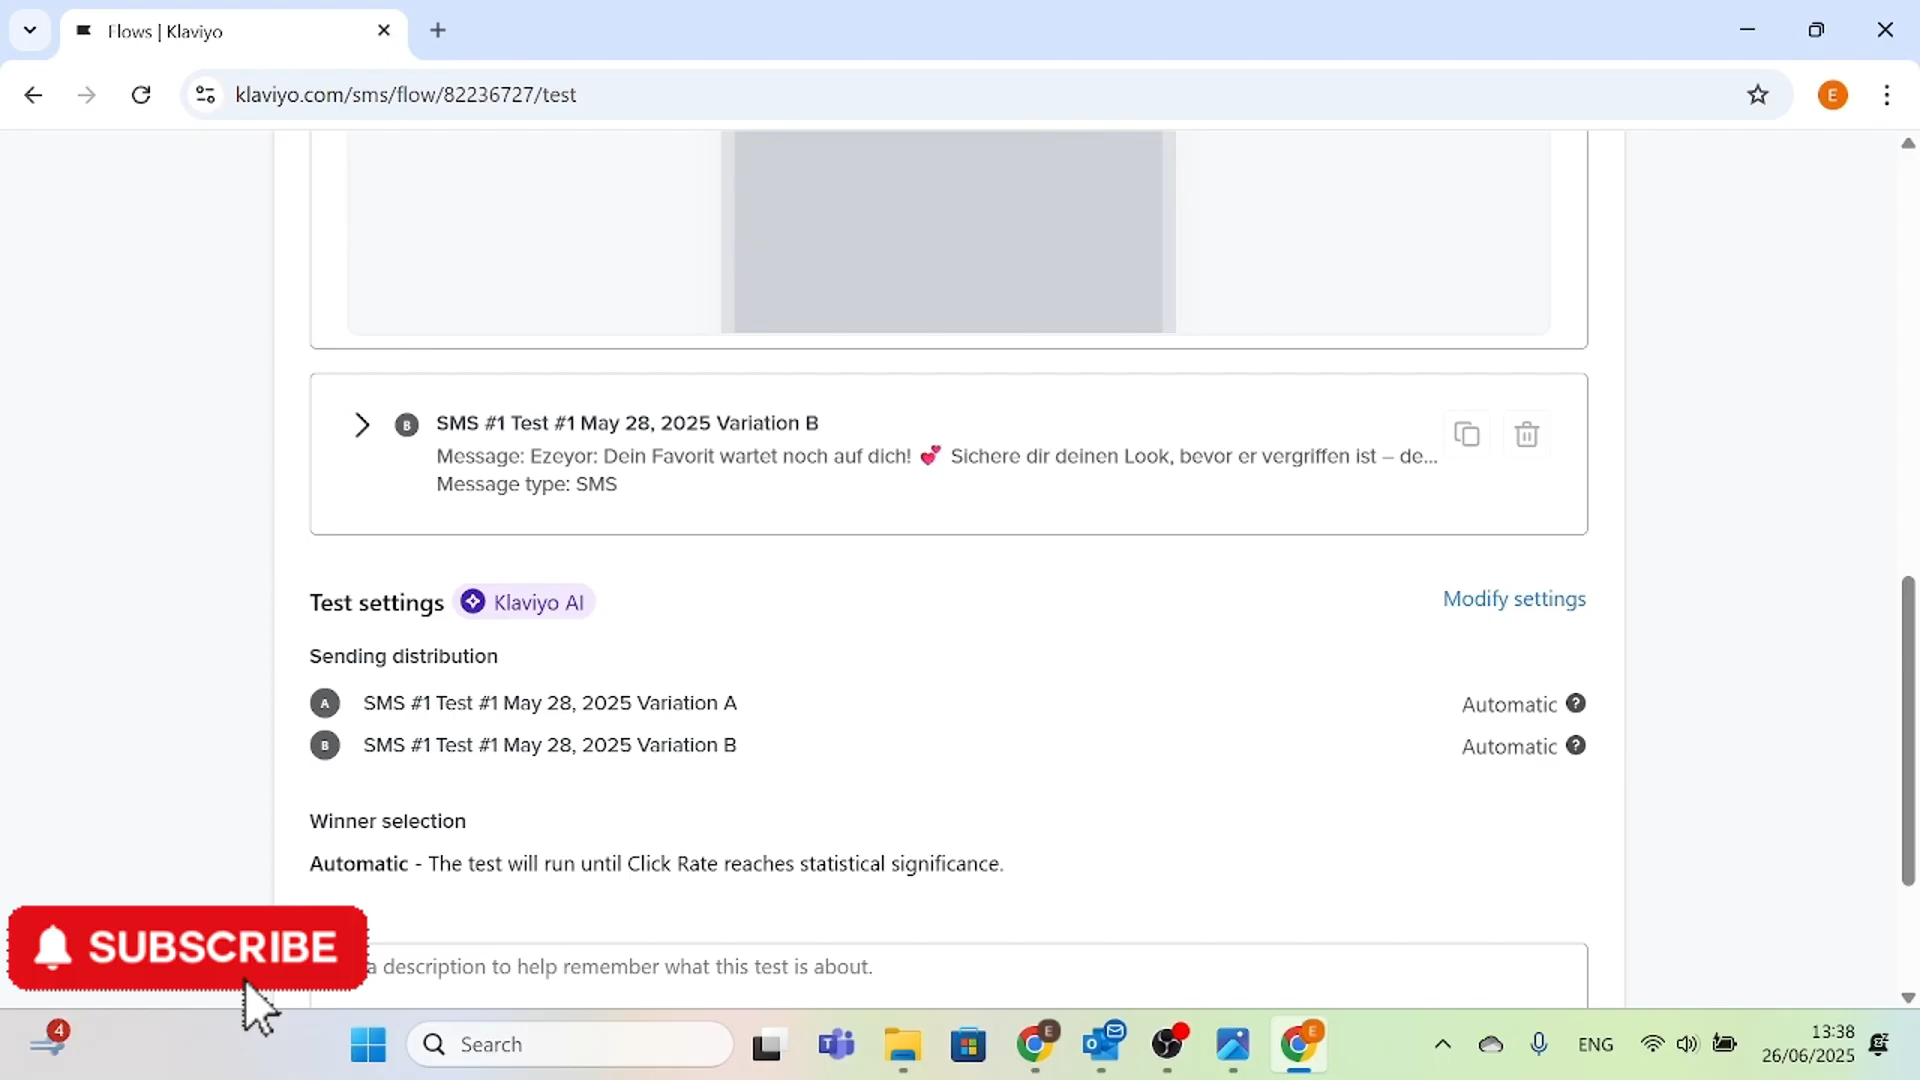 Flows | Klaviyo
klaviyo.com/sms/flow/82236727/test
E
B
SMS #1 Test #1 May 28, 2025 Variation B
Message: Ezeyor: Dein Favorit wartet noch auf dich! 💕 Sichere dir deinen Look, bevor er vergriffen ist – de...
Message type: SMS
Test settings
Klaviyo AI
Modify settings
Sending distribution
A
SMS #1 Test #1 May 28, 2025 Variation A
Automatic ?
B
SMS #1 Test #1 May 28, 2025 Variation B
Automatic ?
Winner selection
Automatic - The test will run until Click Rate reaches statistical significance.
a description to help remember what this test is about.
SUBSCRIBE
4
Search
E
E
ENG
13:38
26/06/2025